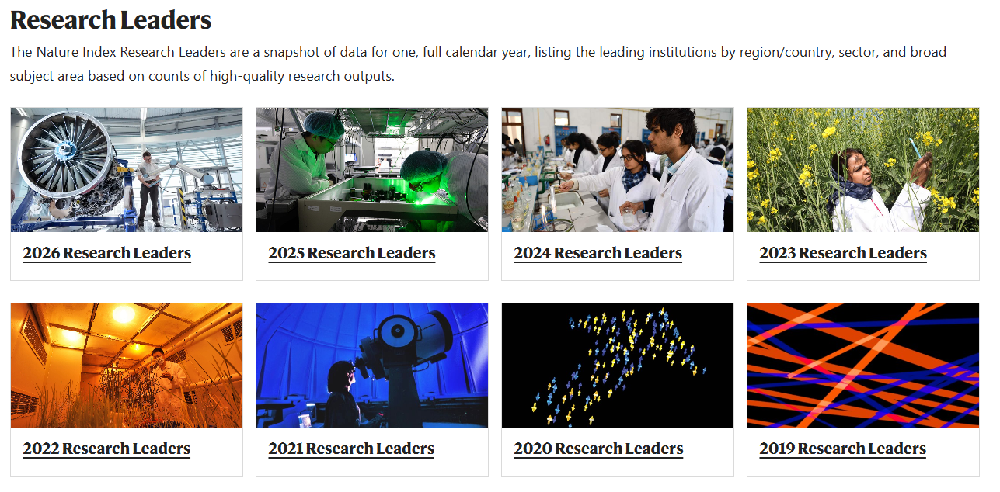 Research Leaders
The Nature Index Research Leaders are a snapshot of data for one, full calendar year, listing the leading institutions by region/country, sector, and broad
subject area based on counts of high-quality research outputs.
2026 Research Leaders
2025 Research Leaders
2024 Research Leaders
2023 Research Leaders
2022 Research Leaders
2021 Research Leaders
2020 Research Leaders
2019 Research Leaders